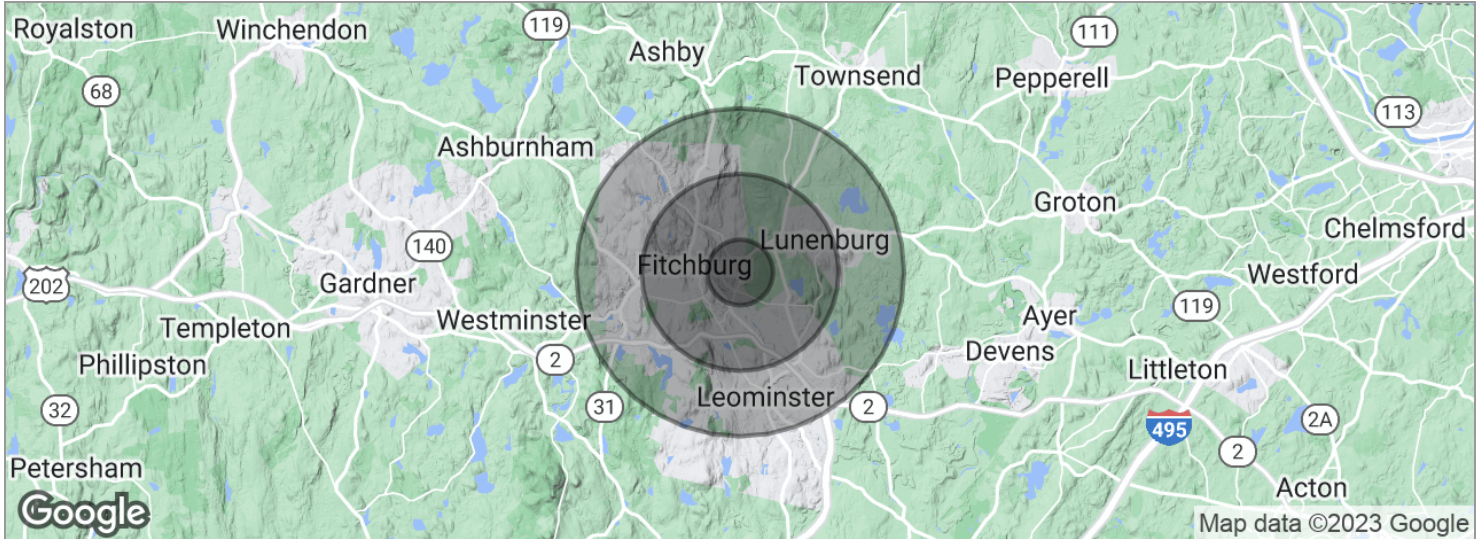 Royalston
Winchendon
119
111
Ashby
Townsend
Pepperell
68
113
Ashburnham
Groton
Chelmsford
140
Lunenburg
Fitchburg
Westford
202
Gardner
119
Templeton
Westminster
Ayer
Devens
2
Phillipston
Littleton
Leominster
32
31
2
2A
495
2
Petersham
Acton
Google
Map data ©2023 Google